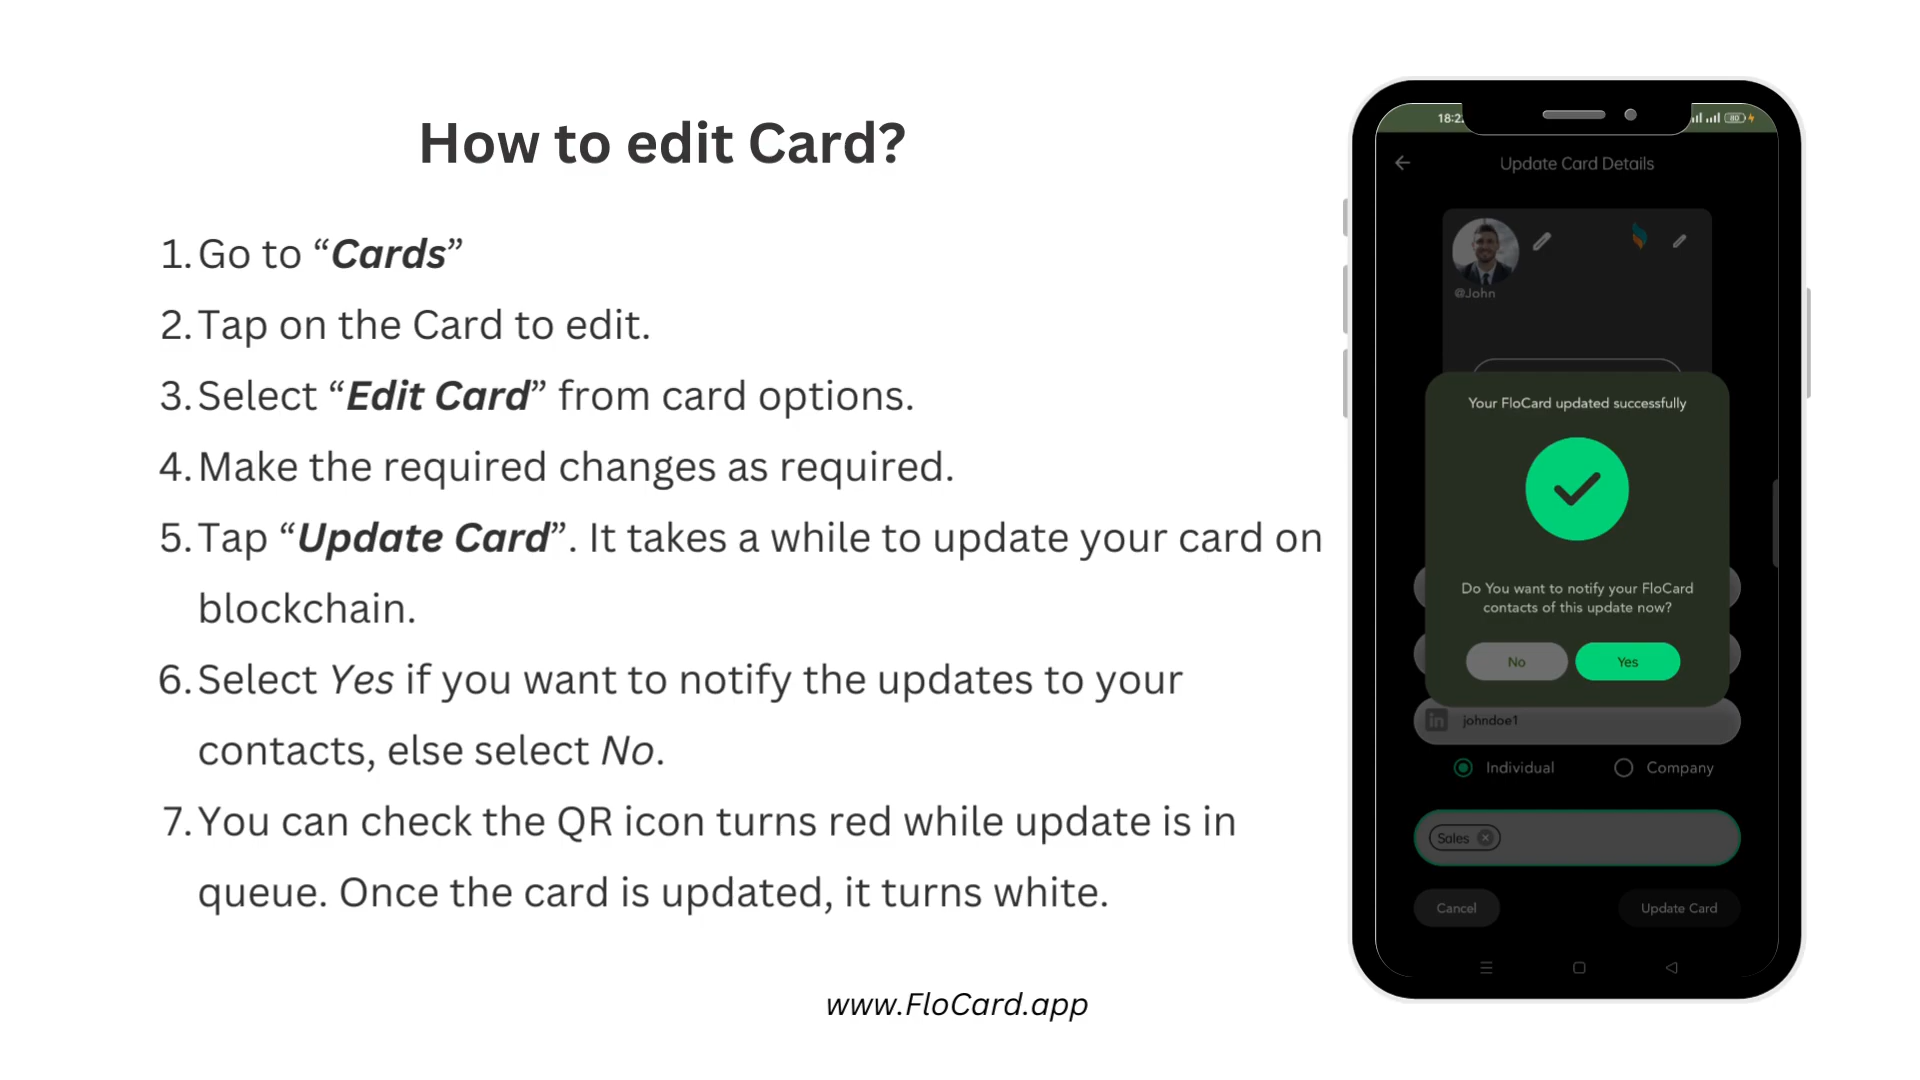 How to edit Card?
1. Go to “Cards”
2. Tap on the Card to edit.
3. Select “Edit Card” from card options.
4. Make the required changes as required.
5. Tap “Update Card”. It takes a while to update your card on
blockchain.
6. Select Yes if you want to notify the updates to your
contacts, else select No.
7. You can check the QR icon turns red while update is in
queue. Once the card is updated, it turns white.
www.FloCard.app
80
Update Card Details
@John
Your FloCard updated successfully
Do You want to notify your FloCard
contacts of this update now?
No Yes
in johndoe1
Individual Company
Sales
Cancel Update Card